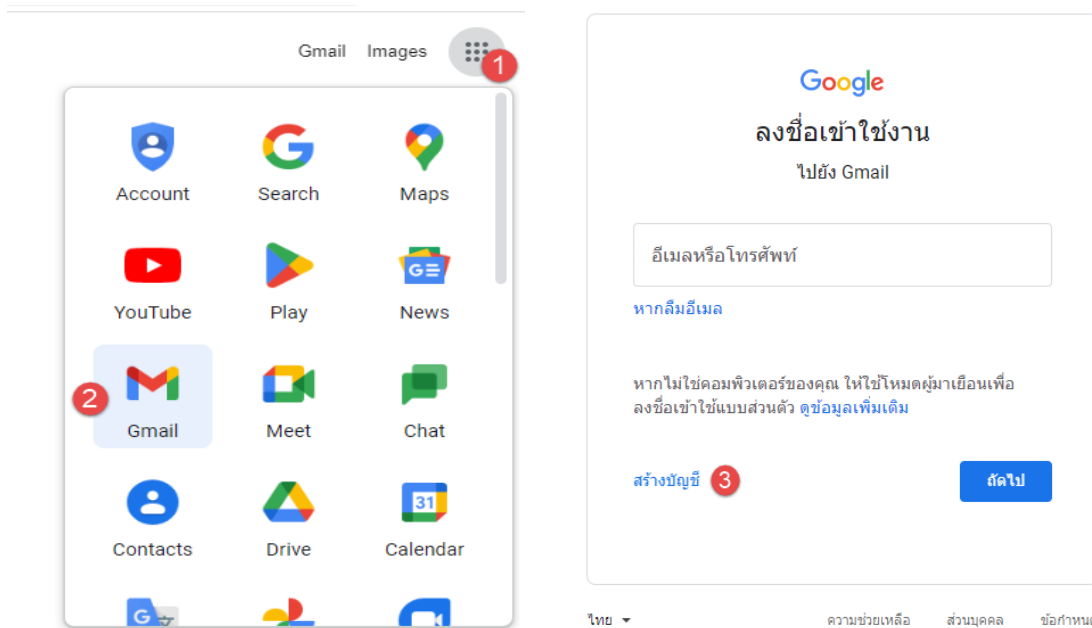 Gmail Images
1
Account Search Maps
YouTube Play News
2
Gmail Meet Chat
Contacts Drive Calendar
31
Google
ลงชื่อเข้าใช้งาน
ไปยัง Gmail
อีเมลหรือโทรศัพท์
หากลืมอีเมล
หากไม่ใช่คอมพิวเตอร์ของคุณ ให้ใช้โหมดผู้มาเยือนเพื่อ
ลงชื่อเข้าใช้แบบส่วนตัว ดูข้อมูลเพิ่มเติม
สร้างบัญชี 3
ถัดไป
ไทย ความช่วยเหลือ ส่วนบุคคล